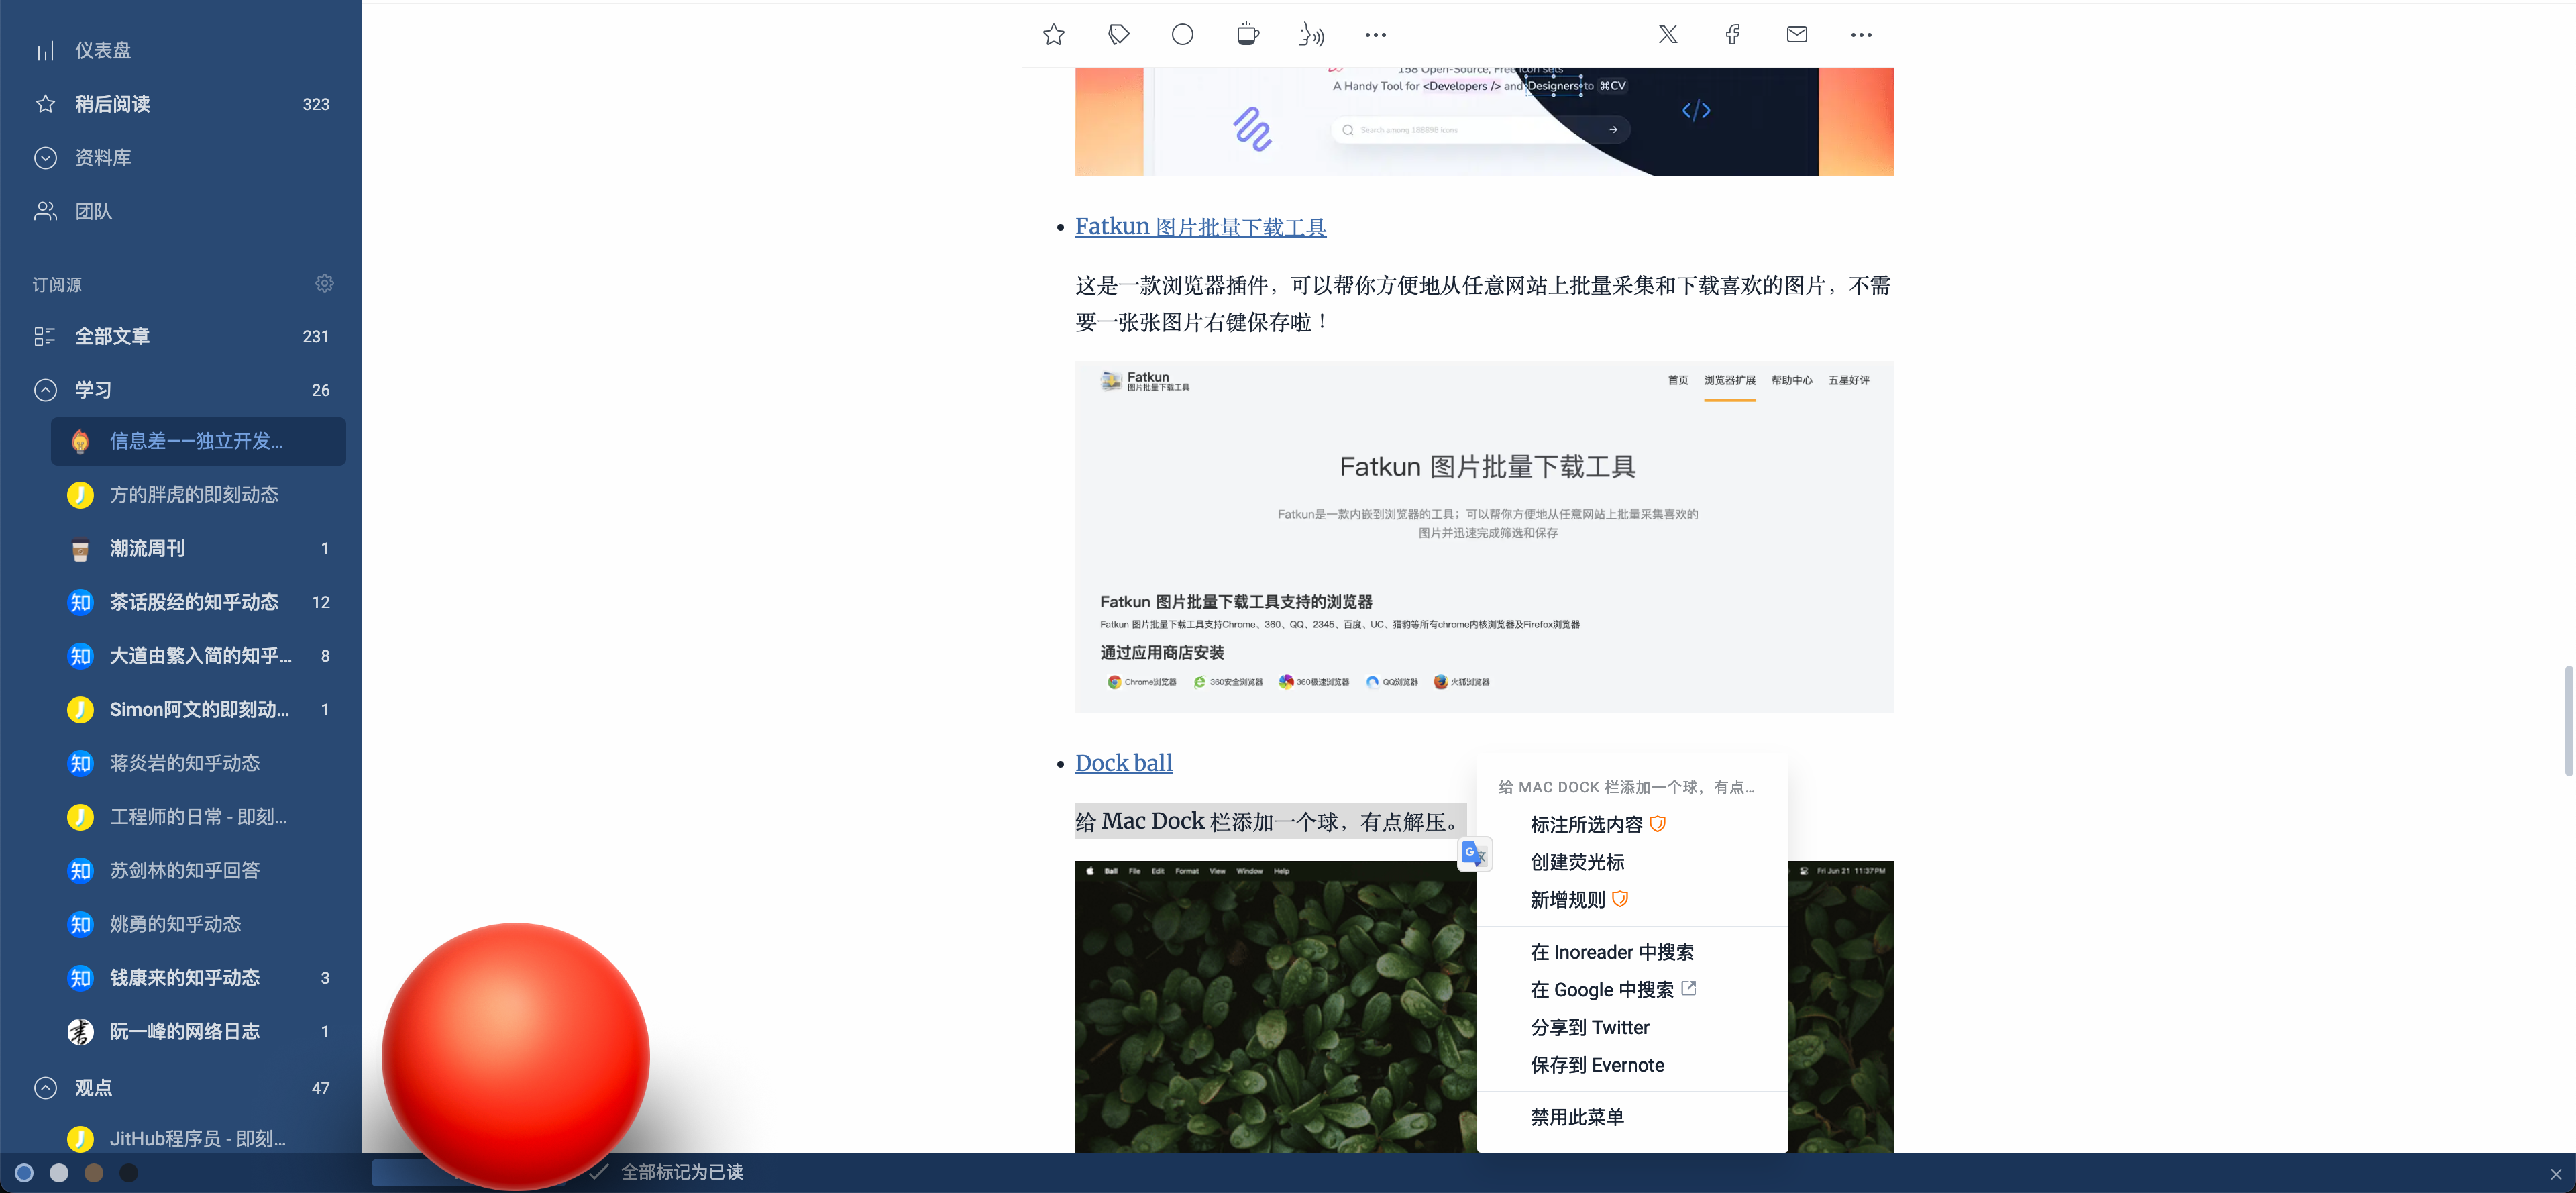 仪表盘
稍后阅读 323
资料库
团队
订阅源
全部文章 231
学习 26
信息差——独立开发...
方的胖虎的即刻动态
潮流周刊 1
茶话股经的知乎动态 12
大道由繁入简的知乎... 8
Simon阿文的即刻动... 1
蒋炎岩的知乎动态
工程师的日常 - 即刻...
苏剑林的知乎回答
姚勇的知乎动态
钱康来的知乎动态 3
阮一峰的网络日志 1
观点 47
JitHub程序员 - 即刻...
全部标记为已读
158 Open-Source, Free icon sets
A Handy Tool for <Developers /> and Designers to ⌘CV
Search among 186898 icons
Fatkun 图片批量下载工具
这是一款浏览器插件，可以帮你方便地从任意网站上批量采集和下载喜欢的图片，不需
要一张张图片右键保存啦！
Fatkun
图片批量下载工具
首页 浏览器扩展 帮助中心 五星好评
Fatkun 图片批量下载工具
Fatkun是一款内嵌到浏览器的工具；可以帮你方便地从任意网站上批量采集喜欢的
图片并迅速完成筛选和保存
Fatkun 图片批量下载工具支持的浏览器
Fatkun 图片批量下载工具支持Chrome、360、QQ、2345、百度、UC、猎豹等所有chrome内核浏览器及Firefox浏览器
通过应用商店安装
Chrome浏览器 360安全浏览器 360极速浏览器 QQ浏览器 火狐浏览器
Dock ball
给 Mac Dock 栏添加一个球，有点解压。
Ball File Edit Format View Window Help
Fri Jun 21 11:37PM
给 MAC DOCK 栏添加一个球，有点...
标注所选内容
创建荧光标
新增规则
在 Inoreader 中搜索
在 Google 中搜索
分享到 Twitter
保存到 Evernote
禁用此菜单